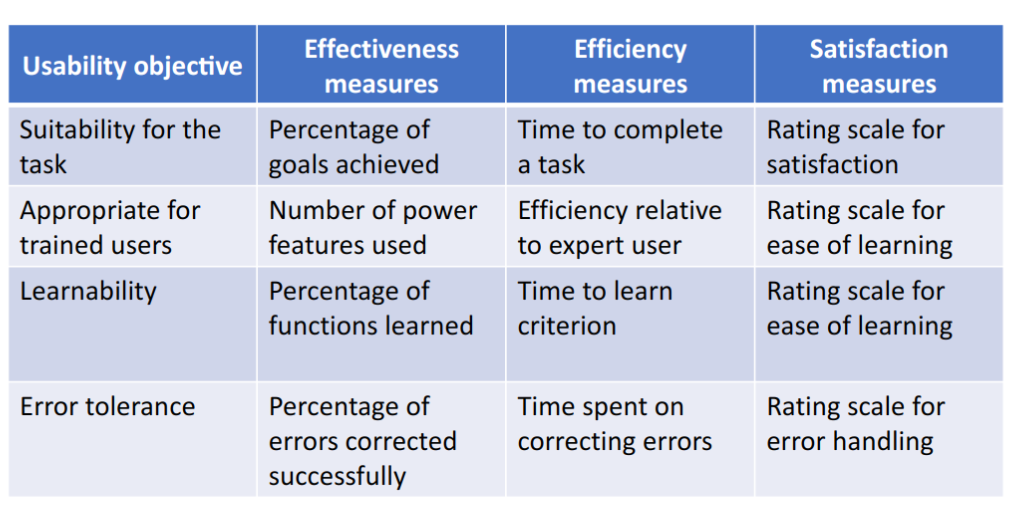 Usability objective
Effectiveness
measures
Efficiency
measures
Satisfaction
measures
Suitability for the
task
Percentage of
goals achieved
Time to complete
a task
Rating scale for
satisfaction
Appropriate for
trained users
Number of power
features used
Efficiency relative
to expert user
Rating scale for
ease of learning
Learnability
Percentage of
functions learned
Time to learn
criterion
Rating scale for
ease of learning
Error tolerance
Percentage of
errors corrected
successfully
Time spent on
correcting errors
Rating scale for
error handling